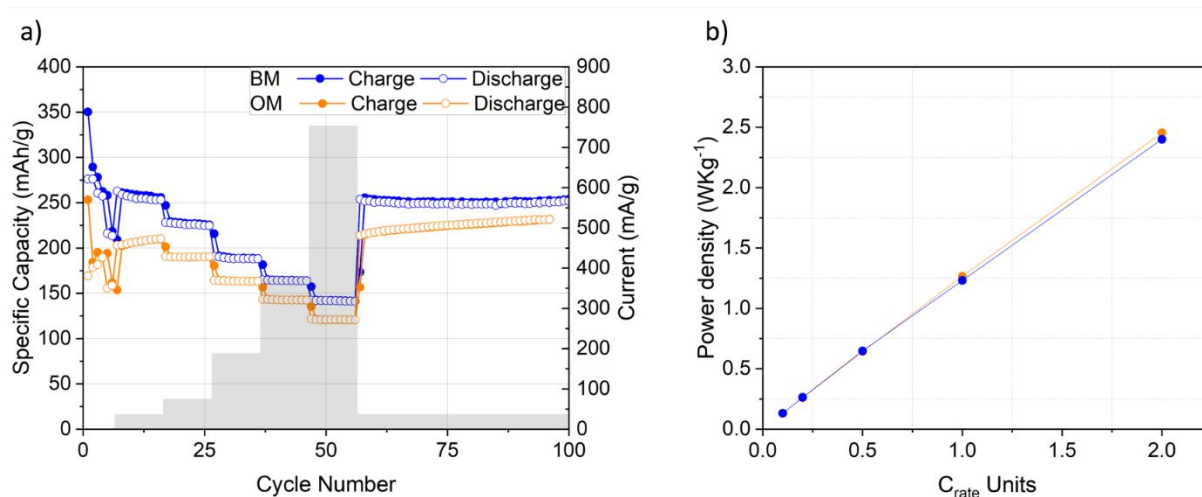 a)
400
350
300
250
200
150
100
50
0
Specific Capacity (mAh/g)
BM Charge Discharge
OM Charge Discharge
900
800
700
600
500
400
300
200
100
0
Current (mA/g)
0 25 50 75 100
Cycle Number
b)
3.0
2.5
2.0
1.5
1.0
0.5
0.0
Power density (WKg⁻¹)
0.0 0.5 1.0 1.5 2.0
C_rate Units